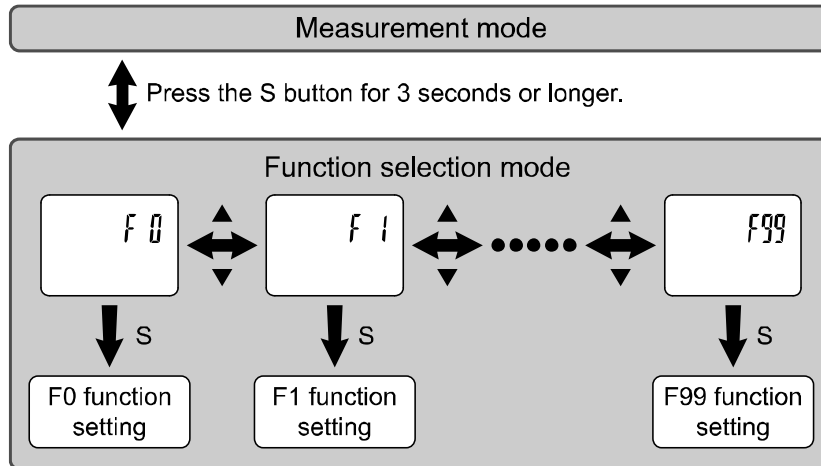 Measurement mode
Press the S button for 3 seconds or longer.
Function selection mode
F 0
F 1
F99
S
S
S
F0 function
setting
F1 function
setting
F99 function
setting